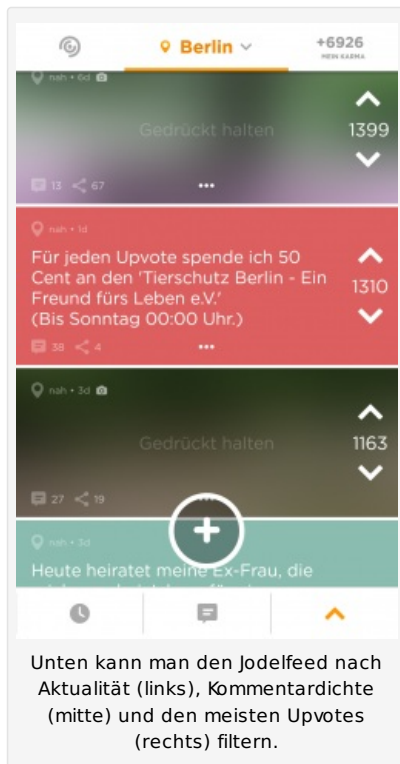 Berlin
+6926
MEIN KARMA
nah • 6d
Gedrückt halten
1399
13 67
nah • 1d
Für jeden Upvote spende ich 50
Cent an den 'Tierschutz Berlin - Ein
Freund fürs Leben e.V.'
(Bis Sonntag 00:00 Uhr.)
1310
38 4
nah • 3d
Gedrückt halten
1163
27 19
nah • 3d
Heute heiratet meine Ex-Frau, die
Unten kann man den Jodelfeed nach
Aktualität (links), Kommentardichte
(mitte) und den meisten Upvotes
(rechts) filtern.